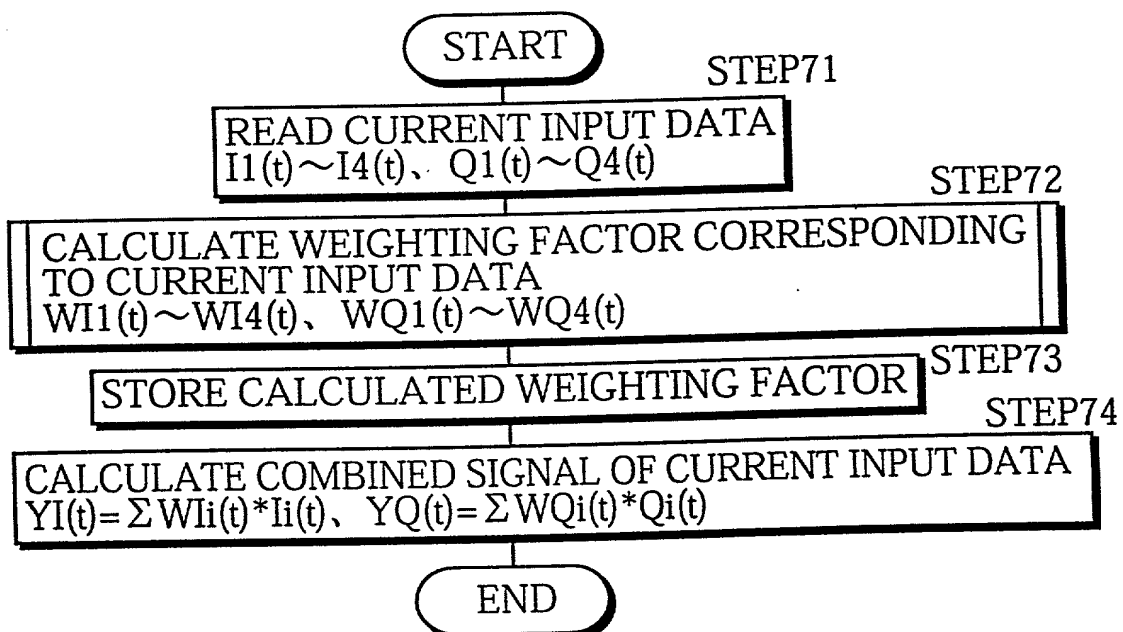 START
STEP71
READ CURRENT INPUT DATA
I1(t)~I4(t)、 Q1(t)~Q4(t)
STEP72
CALCULATE WEIGHTING FACTOR CORRESPONDING
TO CURRENT INPUT DATA
WI1(t)~WI4(t)、 WQ1(t)~WQ4(t)
STEP73
STORE CALCULATED WEIGHTING FACTOR
STEP74
CALCULATE COMBINED SIGNAL OF CURRENT INPUT DATA
YI(t)=ΣWIi(t)*Ii(t)、 YQ(t)=ΣWQi(t)*Qi(t)
END